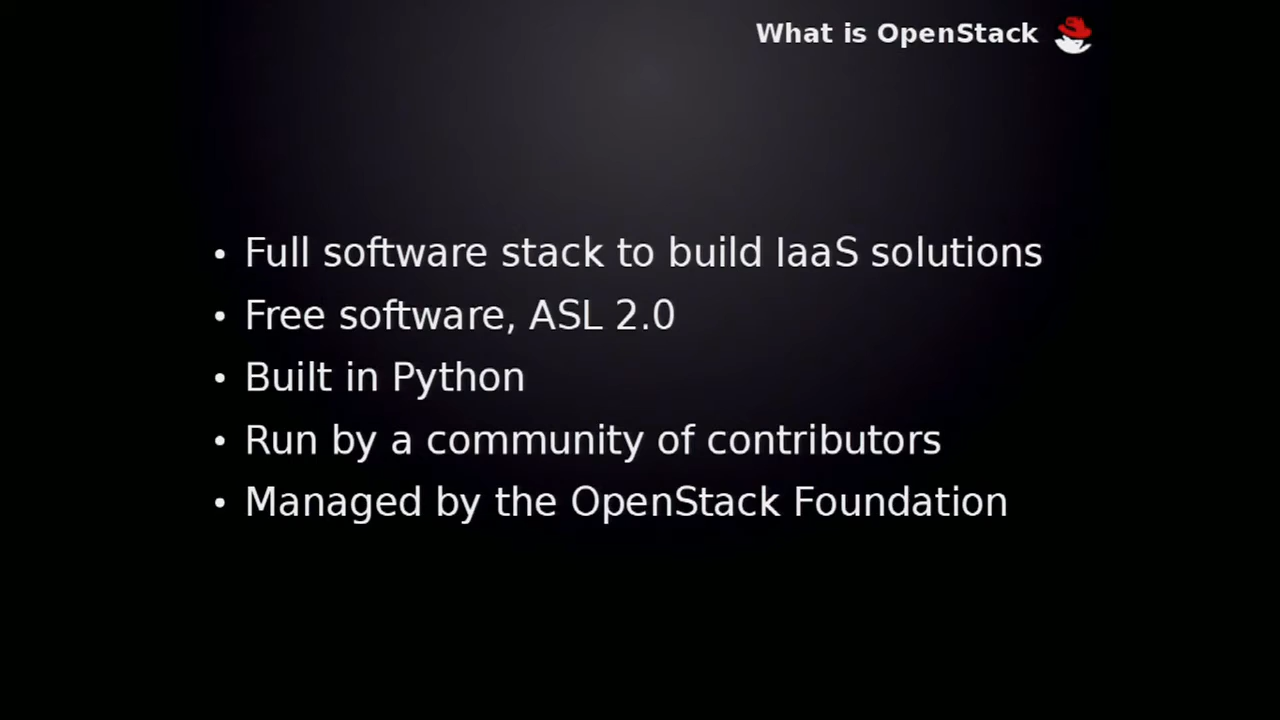 What is OpenStack
• Full software stack to build IaaS solutions
• Free software, ASL 2.0
• Built in Python
• Run by a community of contributors
• Managed by the OpenStack Foundation